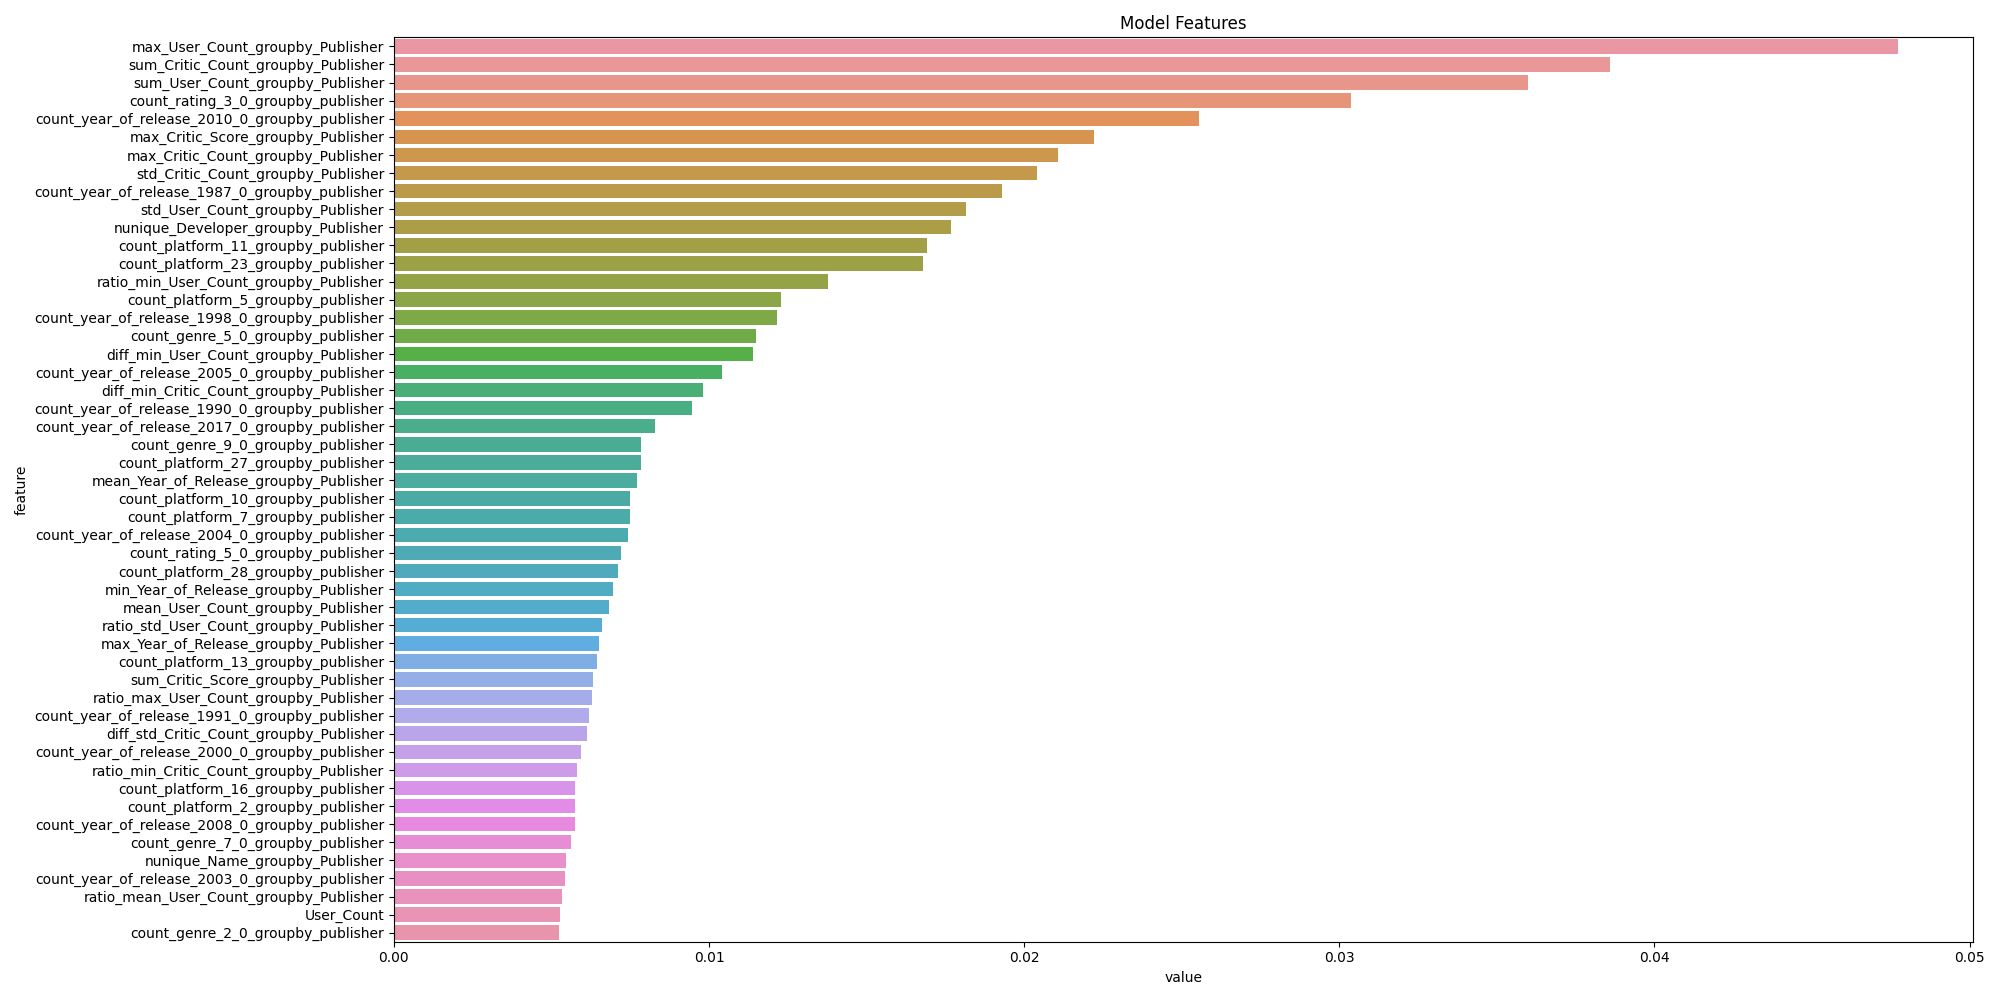 Model Features
max_User_Count_groupby_Publisher
sum_Critic_Count_groupby_Publisher
sum_User_Count_groupby_Publisher
count_rating_3_0_groupby_publisher
count_year_of_release_2010_0_groupby_publisher
max_Critic_Score_groupby_Publisher
max_Critic_Count_groupby_Publisher
std_Critic_Count_groupby_Publisher
count_year_of_release_1987_0_groupby_publisher
std_User_Count_groupby_Publisher
nunique_Developer_groupby_Publisher
count_platform_11_groupby_publisher
count_platform_23_groupby_publisher
ratio_min_User_Count_groupby_Publisher
count_platform_5_groupby_publisher
count_year_of_release_1998_0_groupby_publisher
count_genre_5_0_groupby_publisher
diff_min_User_Count_groupby_Publisher
count_year_of_release_2005_0_groupby_publisher
diff_min_Critic_Count_groupby_Publisher
count_year_of_release_1990_0_groupby_publisher
count_year_of_release_2017_0_groupby_publisher
count_genre_9_0_groupby_publisher
count_platform_27_groupby_publisher
mean_Year_of_Release_groupby_Publisher
count_platform_10_groupby_publisher
count_platform_7_groupby_publisher
count_year_of_release_2004_0_groupby_publisher
count_rating_5_0_groupby_publisher
count_platform_28_groupby_publisher
min_Year_of_Release_groupby_Publisher
mean_User_Count_groupby_Publisher
ratio_std_User_Count_groupby_Publisher
max_Year_of_Release_groupby_Publisher
count_platform_13_groupby_publisher
sum_Critic_Score_groupby_Publisher
ratio_max_User_Count_groupby_Publisher
count_year_of_release_1991_0_groupby_publisher
diff_std_Critic_Count_groupby_Publisher
count_year_of_release_2000_0_groupby_publisher
ratio_min_Critic_Count_groupby_Publisher
count_platform_16_groupby_publisher
count_platform_2_groupby_publisher
count_year_of_release_2008_0_groupby_publisher
count_genre_7_0_groupby_publisher
nunique_Name_groupby_Publisher
count_year_of_release_2003_0_groupby_publisher
ratio_mean_User_Count_groupby_Publisher
User_Count
count_genre_2_0_groupby_publisher
feature
0.00 0.01 0.02 0.03 0.04 0.05
value